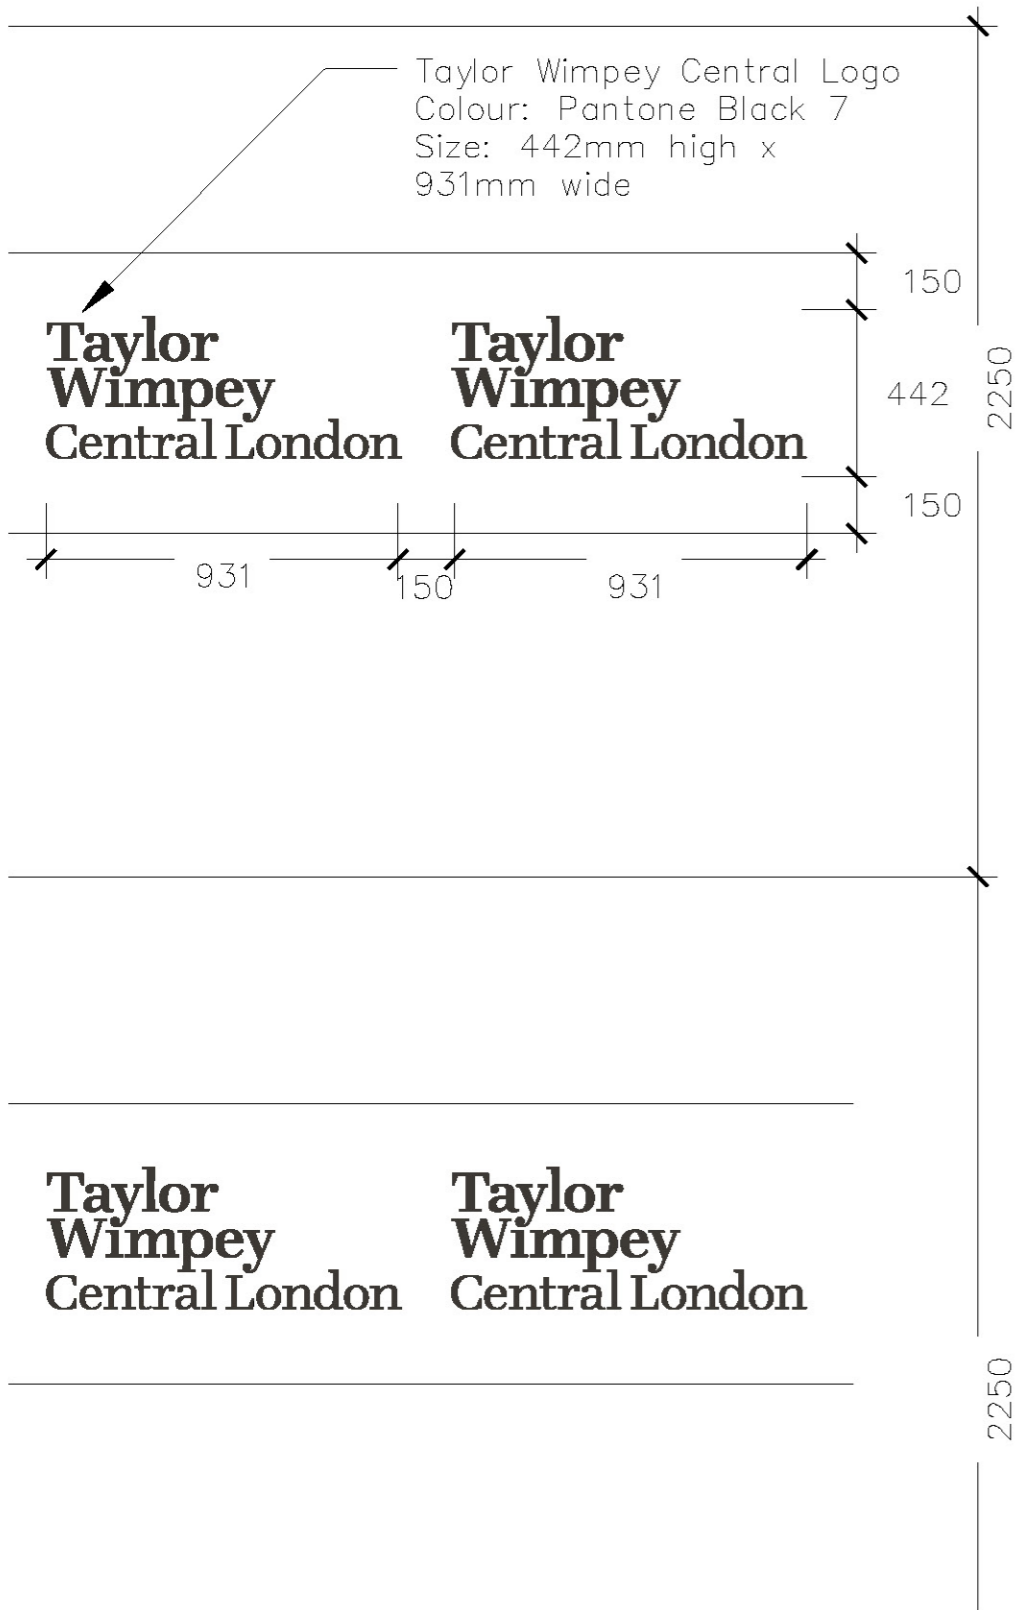 Taylor Wimpey Central Logo
Colour: Pantone Black 7
Size: 442mm high x
931mm wide
150
Taylor
Wimpey
Central London
Taylor
Wimpey
Central London
442
2250
150
931
150
931
Taylor
Wimpey
Central London
Taylor
Wimpey
Central London
2250